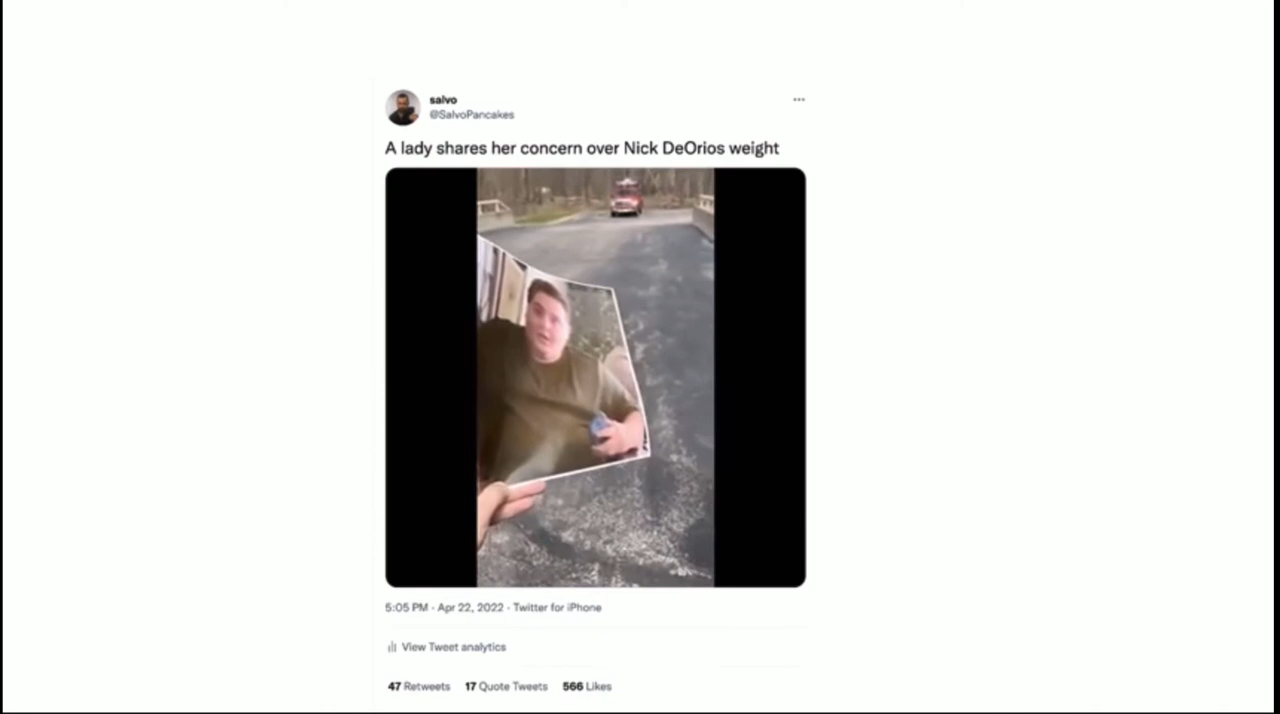 salvo
@SalvoPancakes
A lady shares her concern over Nick DeOrios weight
5:05 PM · Apr 22, 2022 · Twitter for iPhone
View Tweet analytics
47 Retweets 17 Quote Tweets 566 Likes